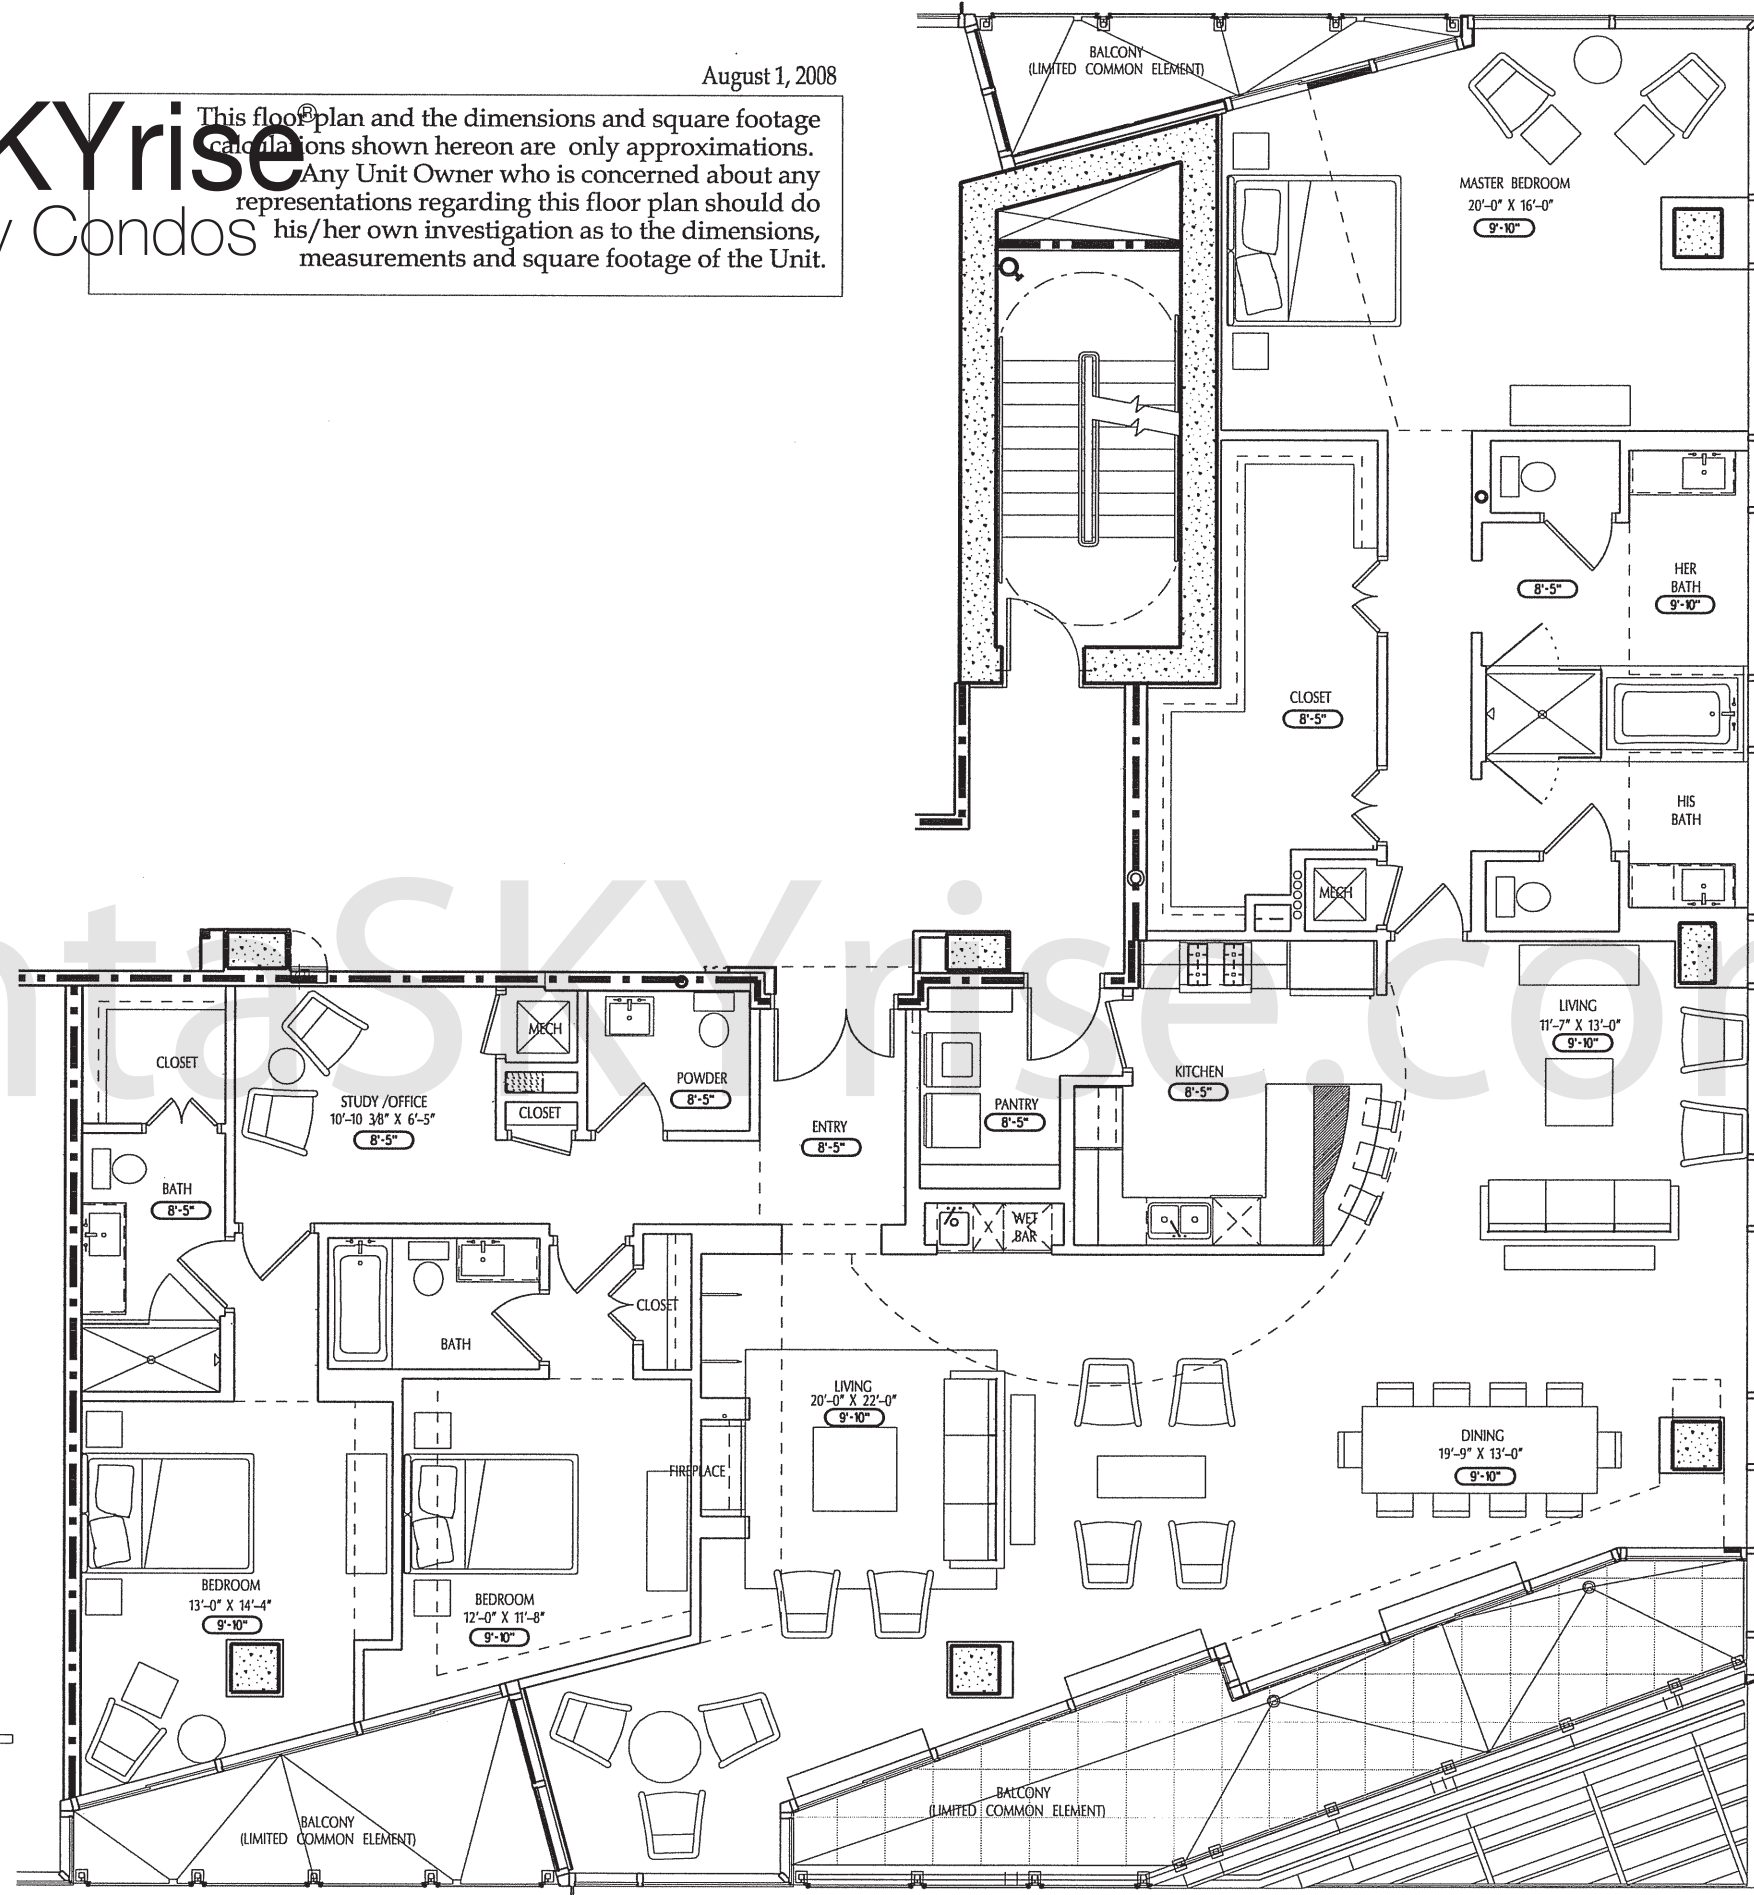 August 1, 2008
This floor plan and the dimensions and square footage
calculations shown hereon are only approximations.
Any Unit Owner who is concerned about any
representations regarding this floor plan should do
his/her own investigation as to the dimensions,
measurements and square footage of the Unit.
KYrise®
y Condos
BALCONY
(LIMITED COMMON ELEMENT)
MASTER BEDROOM
20'-0" X 16'-0"
9'-10"
HER
BATH
9'-10"
8'-5"
CLOSET
8'-5"
HIS
BATH
MECH
ntaSKYrise.com
LIVING
11'-7" X 13'-0"
9'-10"
CLOSET
MECH
KITCHEN
8'-5"
POWDER
8'-5"
STUDY /OFFICE
10'-10 3/8" X 6'-5"
8'-5"
CLOSET
PANTRY
8'-5"
ENTRY
8'-5"
BATH
8'-5"
WET
BAR
CLOSET
BATH
LIVING
20'-0" X 22'-0"
9'-10"
DINING
19'-9" X 13'-0"
9'-10"
FIREPLACE
BEDROOM
13'-0" X 14'-4"
9'-10"
BEDROOM
12'-0" X 11'-8"
9'-10"
BALCONY
(LIMITED COMMON ELEMENT)
BALCONY
(LIMITED COMMON ELEMENT)